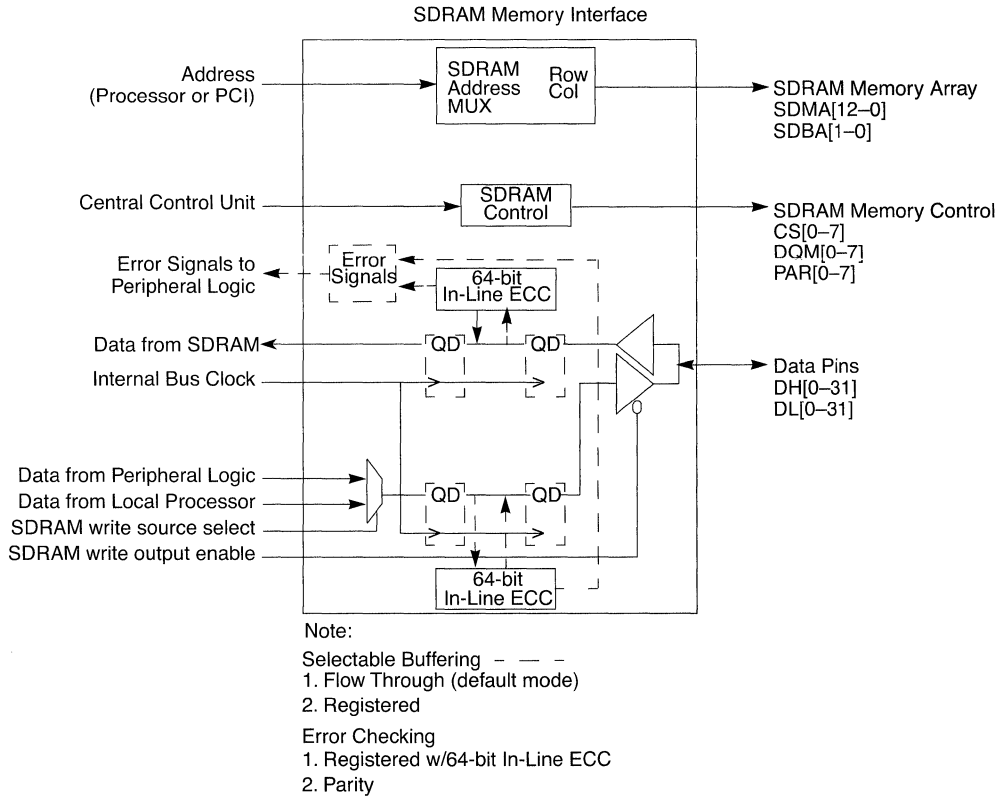 SDRAM Memory Interface
Address
(Processor or PCI)
SDRAM
Address
MUX
Row
Col
SDRAM Memory Array
SDMA[12–0]
SDBA[1–0]
Central Control Unit
SDRAM
Control
SDRAM Memory Control
CS[0–7]
DQM[0–7]
PAR[0–7]
Error Signals to
Peripheral Logic
Error
Signals
64-bit
In-Line ECC
Data from SDRAM
QD
QD
Internal Bus Clock
Data Pins
DH[0–31]
DL[0–31]
Data from Peripheral Logic
Data from Local Processor
SDRAM write source select
SDRAM write output enable
QD
QD
64-bit
In-Line ECC
Note:
Selectable Buffering
1. Flow Through (default mode)
2. Registered
Error Checking
1. Registered w/64-bit In-Line ECC
2. Parity